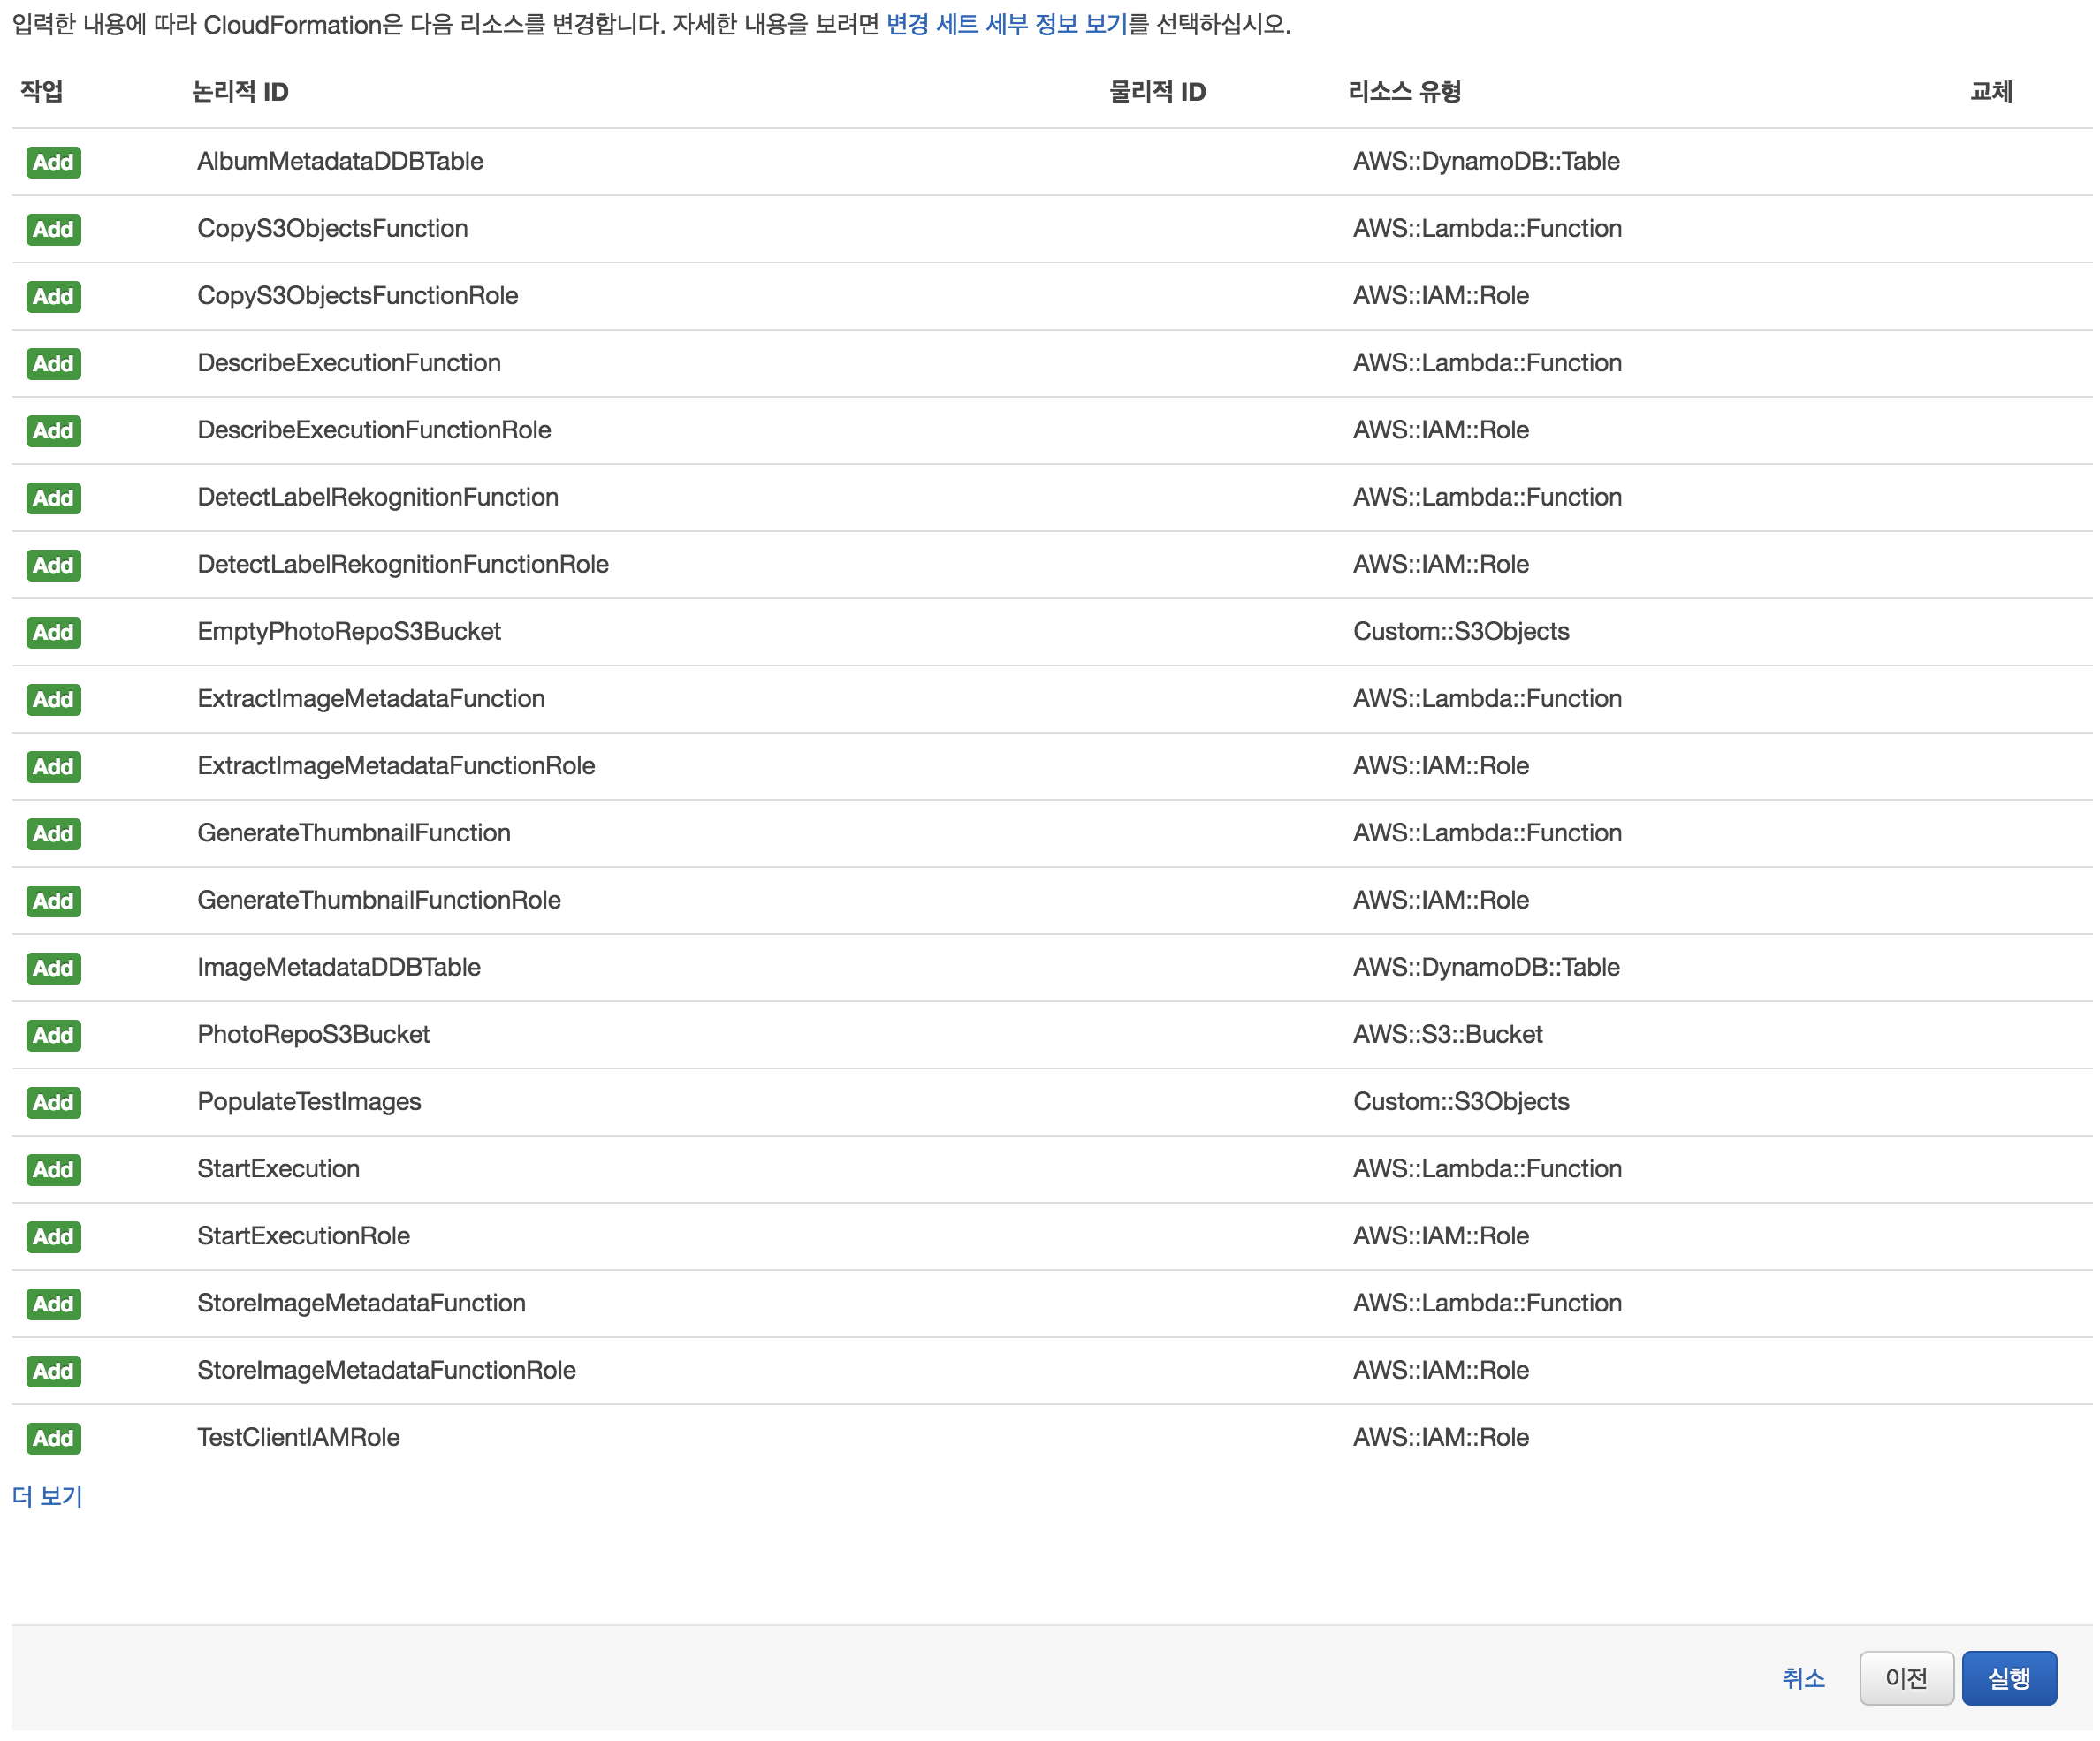 입력한 내용에 따라 CloudFormation은 다음 리소스를 변경합니다. 자세한 내용을 보려면 변경 세트 세부 정보 보기를 선택하십시오.
작업 논리적 ID 물리적 ID 리소스 유형 교체
Add AlbumMetadataDDBTable AWS::DynamoDB::Table
Add CopyS3ObjectsFunction AWS::Lambda::Function
Add CopyS3ObjectsFunctionRole AWS::IAM::Role
Add DescribeExecutionFunction AWS::Lambda::Function
Add DescribeExecutionFunctionRole AWS::IAM::Role
Add DetectLabelRekognitionFunction AWS::Lambda::Function
Add DetectLabelRekognitionFunctionRole AWS::IAM::Role
Add EmptyPhotoRepoS3Bucket Custom::S3Objects
Add ExtractImageMetadataFunction AWS::Lambda::Function
Add ExtractImageMetadataFunctionRole AWS::IAM::Role
Add GenerateThumbnailFunction AWS::Lambda::Function
Add GenerateThumbnailFunctionRole AWS::IAM::Role
Add ImageMetadataDDBTable AWS::DynamoDB::Table
Add PhotoRepoS3Bucket AWS::S3::Bucket
Add PopulateTestImages Custom::S3Objects
Add StartExecution AWS::Lambda::Function
Add StartExecutionRole AWS::IAM::Role
Add StoreImageMetadataFunction AWS::Lambda::Function
Add StoreImageMetadataFunctionRole AWS::IAM::Role
Add TestClientIAMRole AWS::IAM::Role
더 보기
취소 이전 실행